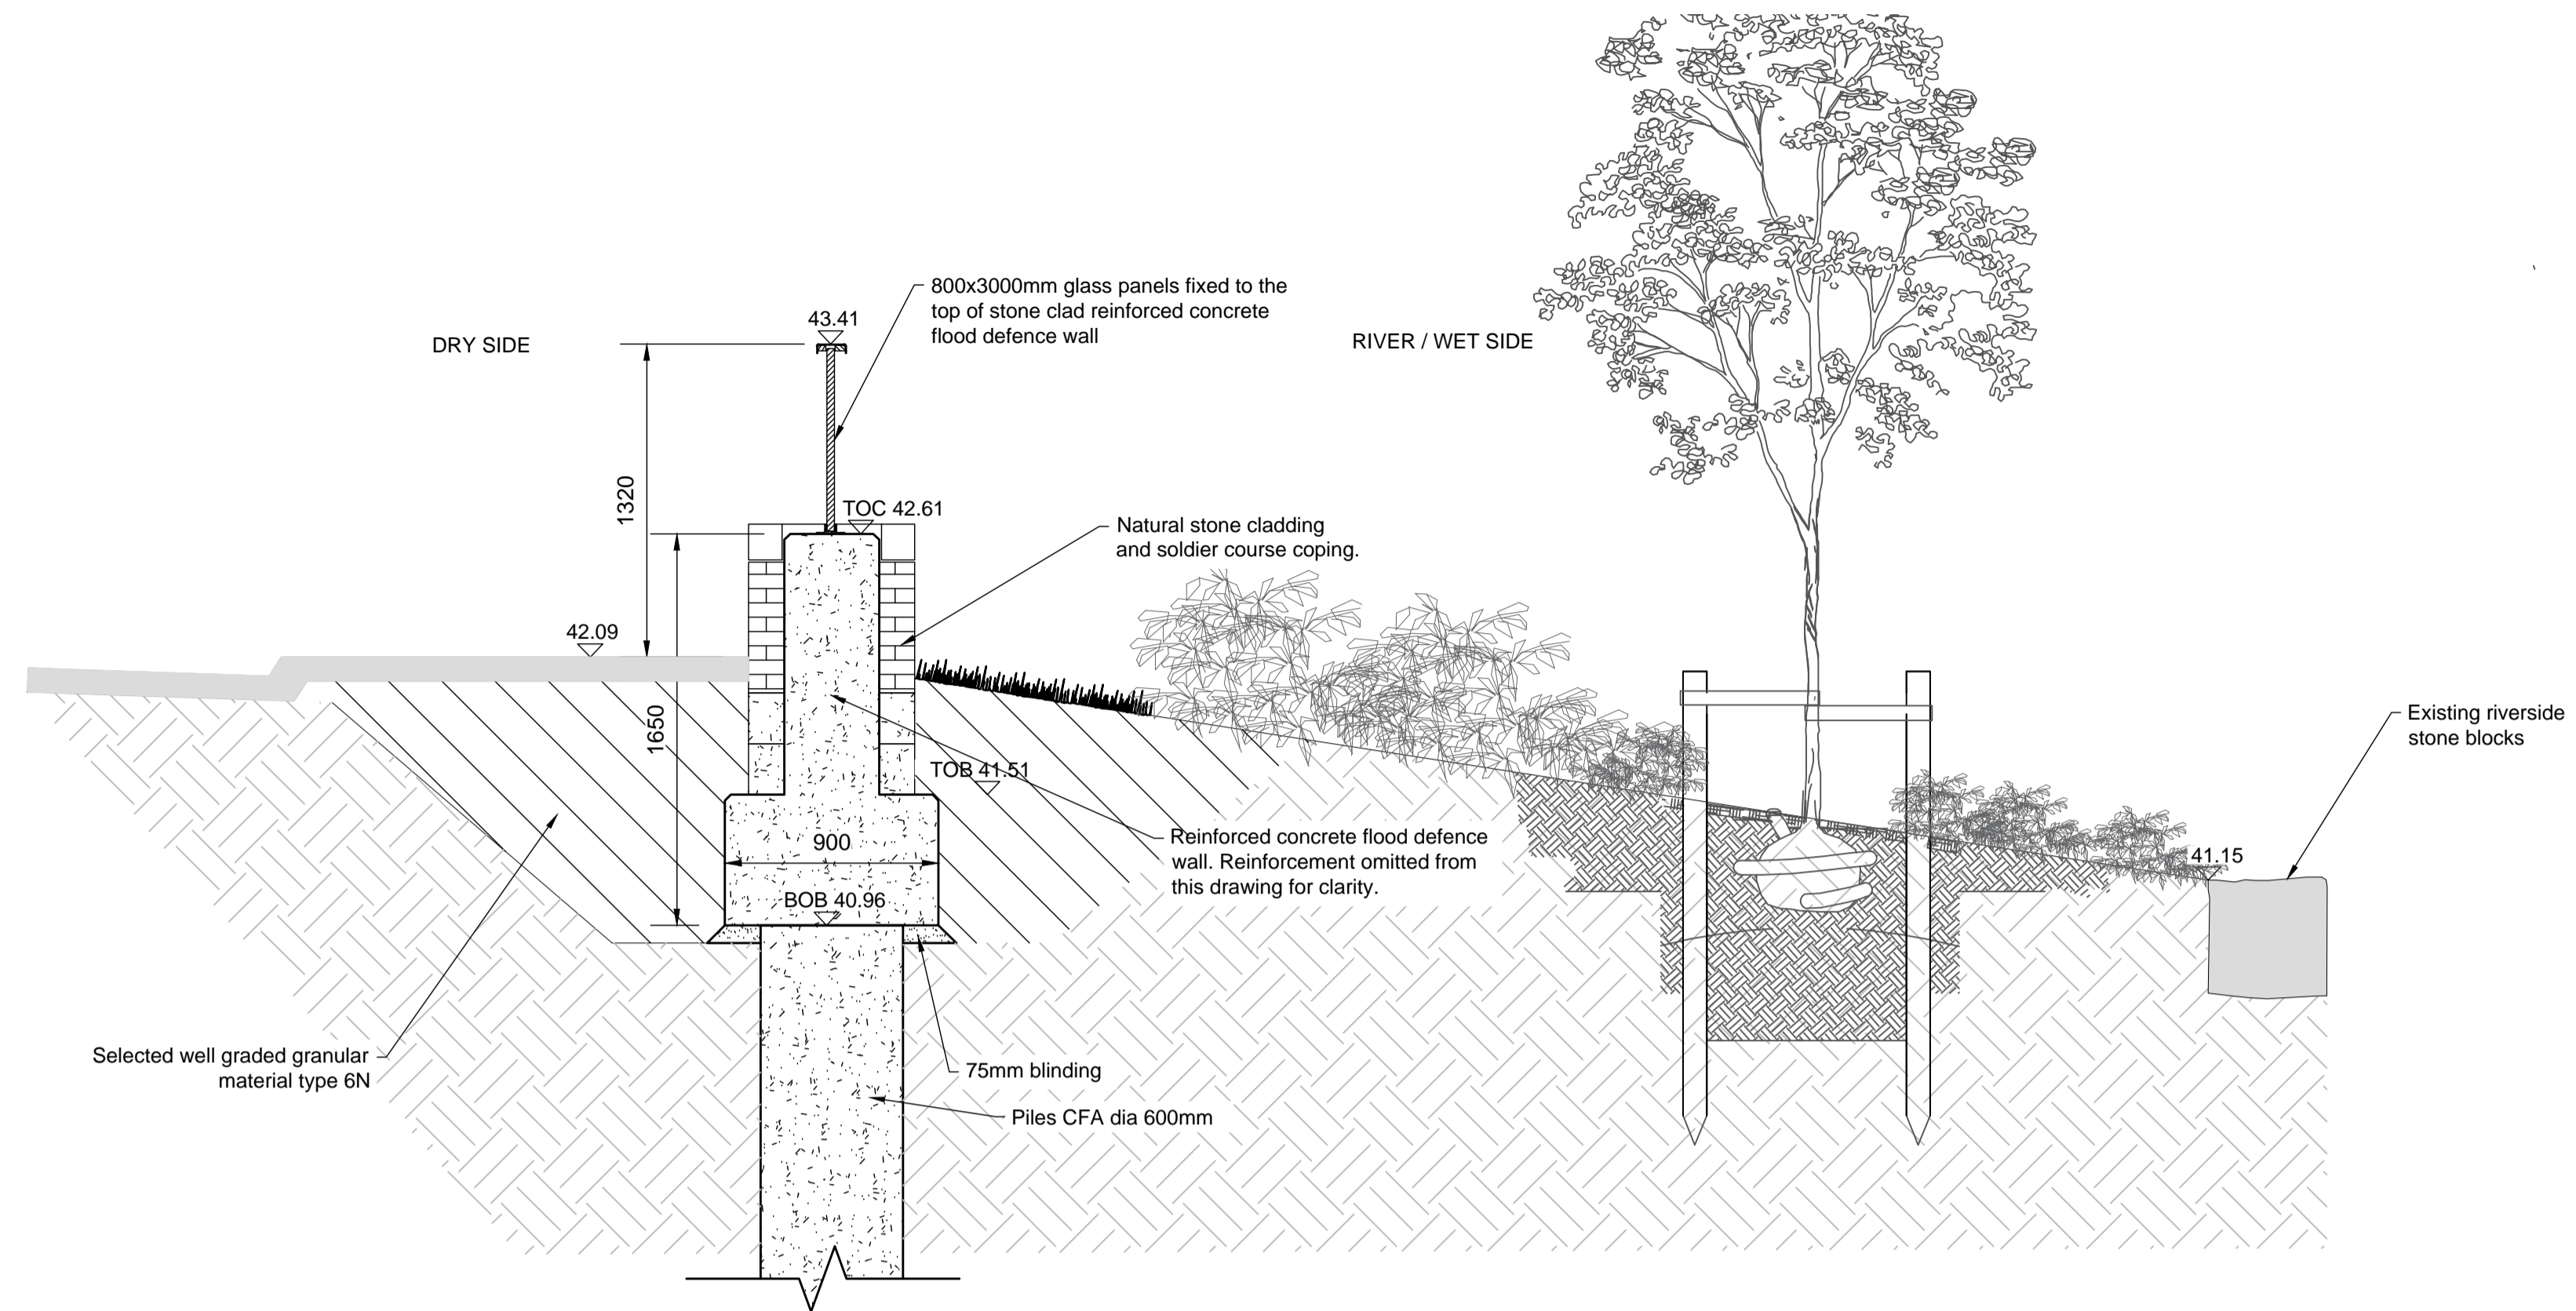 800x3000mm glass panels fixed to the
top of stone clad reinforced concrete
flood defence wall
43.41
DRY SIDE
RIVER / WET SIDE
1320
TOC 42.61
Natural stone cladding
and soldier course coping.
42.09
1650
TOB 41.51
Existing riverside
stone blocks
Reinforced concrete flood defence
wall. Reinforcement omitted from
this drawing for clarity.
900
41.15
BOB 40.96
Selected well graded granular
material type 6N
75mm blinding
Piles CFA dia 600mm